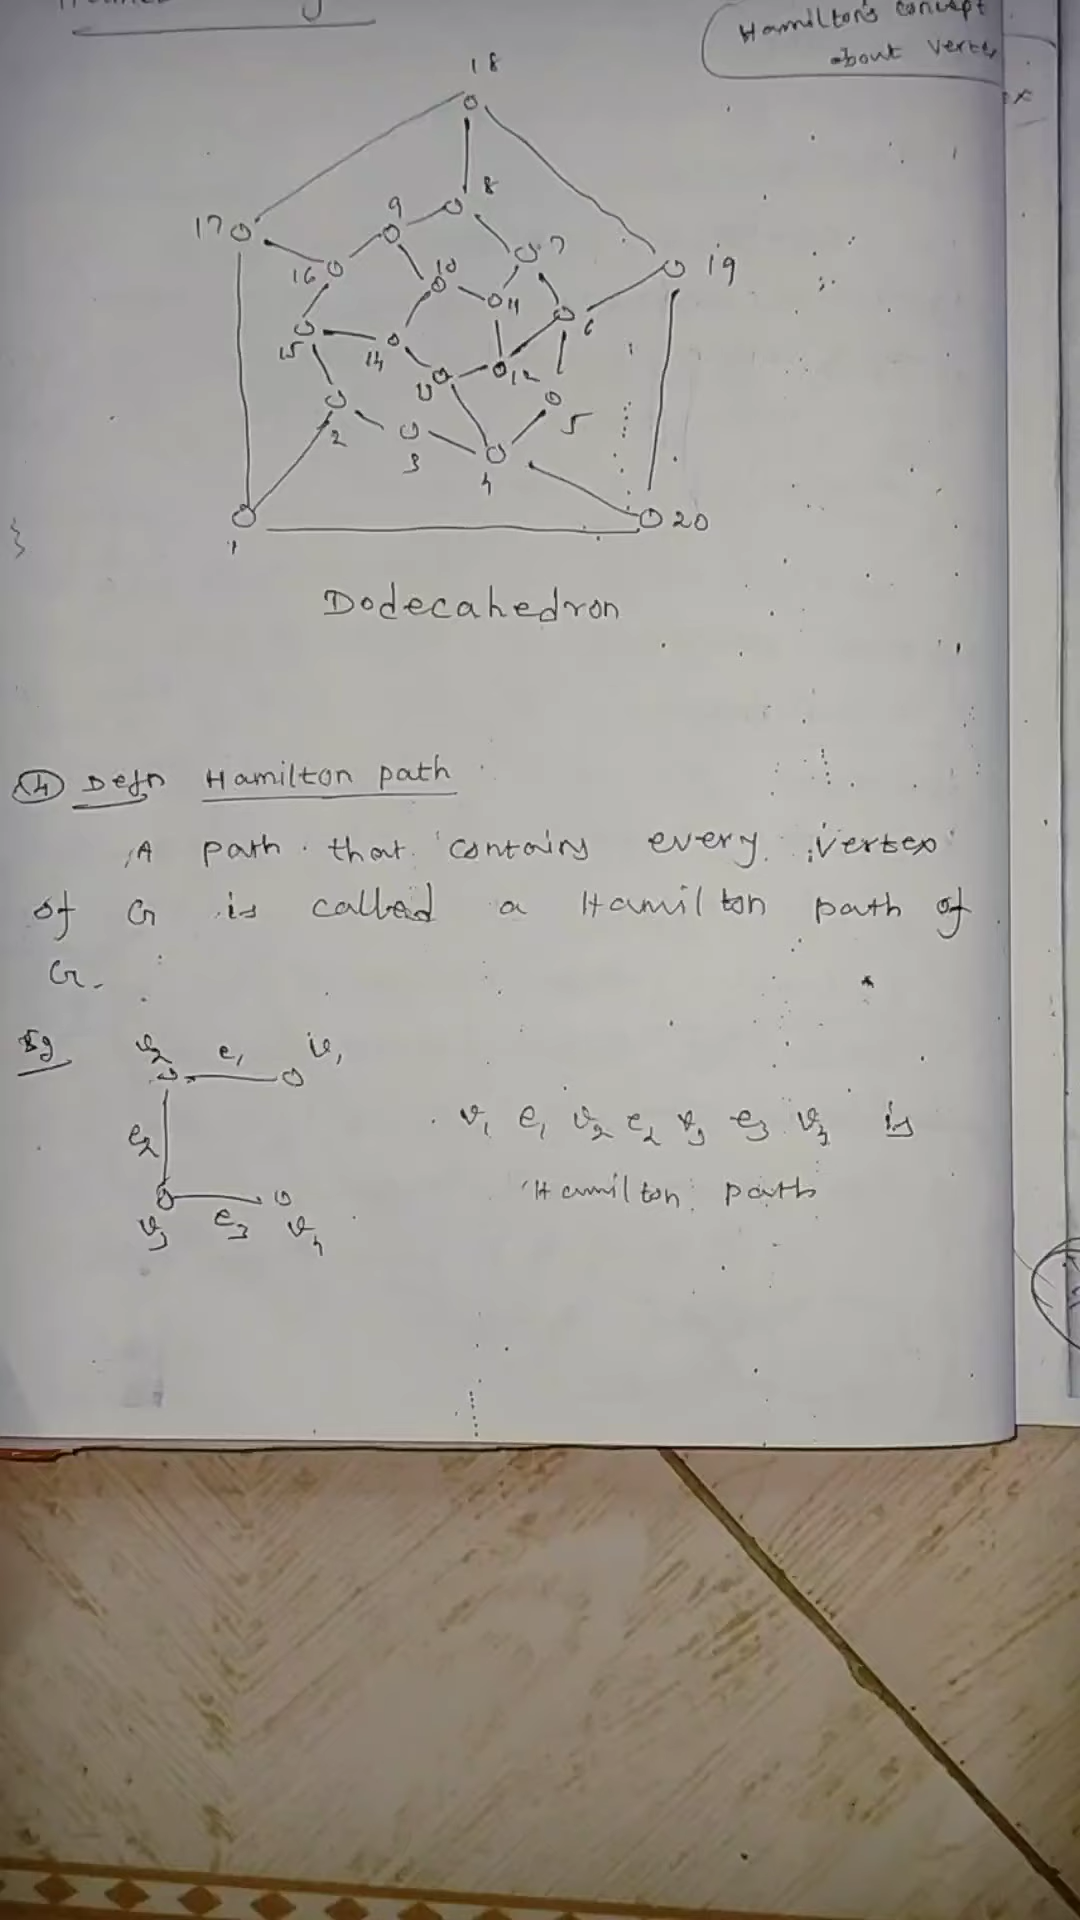 Hamilton's concept
about vertex
18
8
9
17
7
19
16
10
11
6
15
14
13
12
5
2
3
4
1
20
Dodecahedron
④ Defn Hamilton path
A path that contains every vertex
of G is called a Hamilton path of
G.
Eg v2 e1 v1
e2 v1 e1 v2 e2 v3 e3 v4 is
Hamilton path
v3 e3 v4